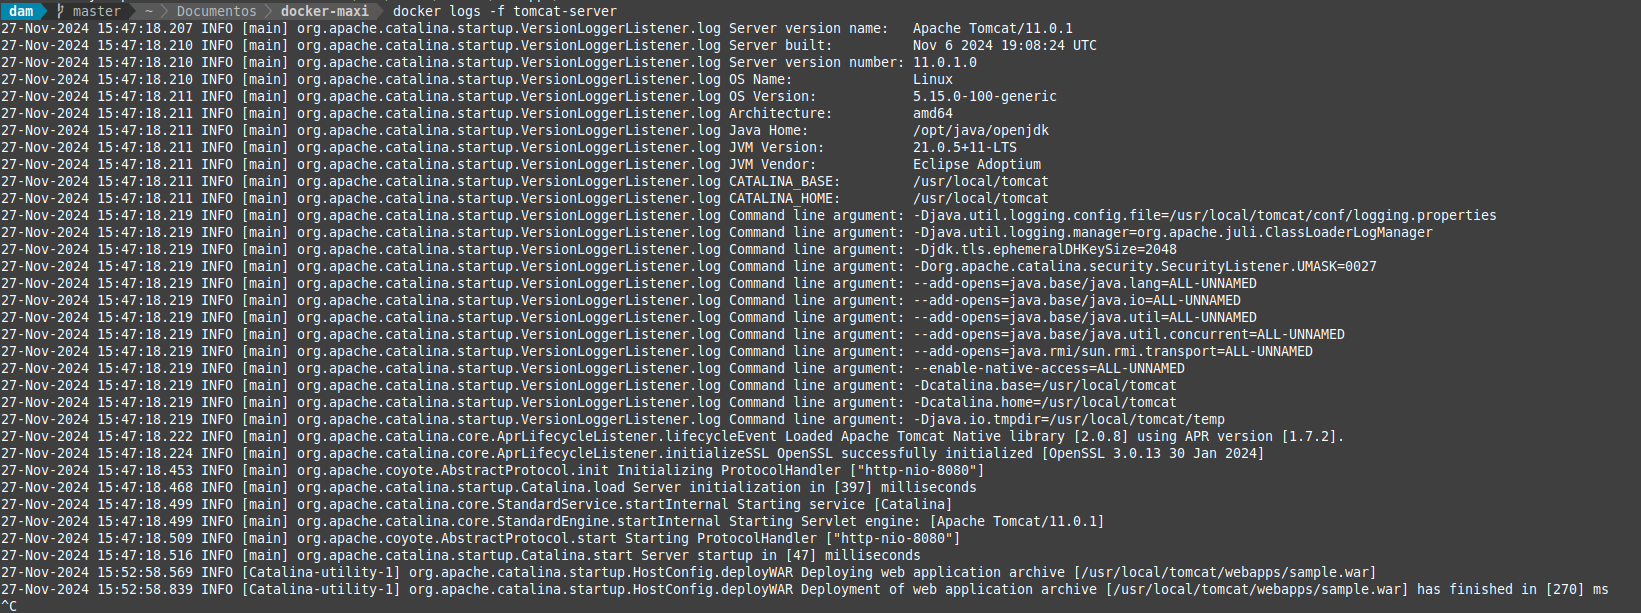 dam master ~ Documentos docker-maxi docker logs -f tomcat-server
27-Nov-2024 15:47:18.207 INFO [main] org.apache.catalina.startup.VersionLoggerListener.log Server version name:   Apache Tomcat/11.0.1
27-Nov-2024 15:47:18.210 INFO [main] org.apache.catalina.startup.VersionLoggerListener.log Server built:          Nov 6 2024 19:08:24 UTC
27-Nov-2024 15:47:18.210 INFO [main] org.apache.catalina.startup.VersionLoggerListener.log Server version number: 11.0.1.0
27-Nov-2024 15:47:18.210 INFO [main] org.apache.catalina.startup.VersionLoggerListener.log OS Name:               Linux
27-Nov-2024 15:47:18.211 INFO [main] org.apache.catalina.startup.VersionLoggerListener.log OS Version:            5.15.0-100-generic
27-Nov-2024 15:47:18.211 INFO [main] org.apache.catalina.startup.VersionLoggerListener.log Architecture:          amd64
27-Nov-2024 15:47:18.211 INFO [main] org.apache.catalina.startup.VersionLoggerListener.log Java Home:             /opt/java/openjdk
27-Nov-2024 15:47:18.211 INFO [main] org.apache.catalina.startup.VersionLoggerListener.log JVM Version:           21.0.5+11-LTS
27-Nov-2024 15:47:18.211 INFO [main] org.apache.catalina.startup.VersionLoggerListener.log JVM Vendor:            Eclipse Adoptium
27-Nov-2024 15:47:18.211 INFO [main] org.apache.catalina.startup.VersionLoggerListener.log CATALINA_BASE:         /usr/local/tomcat
27-Nov-2024 15:47:18.211 INFO [main] org.apache.catalina.startup.VersionLoggerListener.log CATALINA_HOME:         /usr/local/tomcat
27-Nov-2024 15:47:18.219 INFO [main] org.apache.catalina.startup.VersionLoggerListener.log Command line argument: -Djava.util.logging.config.file=/usr/local/tomcat/conf/logging.properties
27-Nov-2024 15:47:18.219 INFO [main] org.apache.catalina.startup.VersionLoggerListener.log Command line argument: -Djava.util.logging.manager=org.apache.juli.ClassLoaderLogManager
27-Nov-2024 15:47:18.219 INFO [main] org.apache.catalina.startup.VersionLoggerListener.log Command line argument: -Djdk.tls.ephemeralDHKeySize=2048
27-Nov-2024 15:47:18.219 INFO [main] org.apache.catalina.startup.VersionLoggerListener.log Command line argument: -Dorg.apache.catalina.security.SecurityListener.UMASK=0027
27-Nov-2024 15:47:18.219 INFO [main] org.apache.catalina.startup.VersionLoggerListener.log Command line argument: --add-opens=java.base/java.lang=ALL-UNNAMED
27-Nov-2024 15:47:18.219 INFO [main] org.apache.catalina.startup.VersionLoggerListener.log Command line argument: --add-opens=java.base/java.io=ALL-UNNAMED
27-Nov-2024 15:47:18.219 INFO [main] org.apache.catalina.startup.VersionLoggerListener.log Command line argument: --add-opens=java.base/java.util=ALL-UNNAMED
27-Nov-2024 15:47:18.219 INFO [main] org.apache.catalina.startup.VersionLoggerListener.log Command line argument: --add-opens=java.base/java.util.concurrent=ALL-UNNAMED
27-Nov-2024 15:47:18.219 INFO [main] org.apache.catalina.startup.VersionLoggerListener.log Command line argument: --add-opens=java.rmi/sun.rmi.transport=ALL-UNNAMED
27-Nov-2024 15:47:18.219 INFO [main] org.apache.catalina.startup.VersionLoggerListener.log Command line argument: --enable-native-access=ALL-UNNAMED
27-Nov-2024 15:47:18.219 INFO [main] org.apache.catalina.startup.VersionLoggerListener.log Command line argument: -Dcatalina.base=/usr/local/tomcat
27-Nov-2024 15:47:18.219 INFO [main] org.apache.catalina.startup.VersionLoggerListener.log Command line argument: -Dcatalina.home=/usr/local/tomcat
27-Nov-2024 15:47:18.219 INFO [main] org.apache.catalina.startup.VersionLoggerListener.log Command line argument: -Djava.io.tmpdir=/usr/local/tomcat/temp
27-Nov-2024 15:47:18.222 INFO [main] org.apache.catalina.core.AprLifecycleListener.lifecycleEvent Loaded Apache Tomcat Native library [2.0.8] using APR version [1.7.2].
27-Nov-2024 15:47:18.224 INFO [main] org.apache.catalina.core.AprLifecycleListener.initializeSSL OpenSSL successfully initialized [OpenSSL 3.0.13 30 Jan 2024]
27-Nov-2024 15:47:18.453 INFO [main] org.apache.coyote.AbstractProtocol.init Initializing ProtocolHandler ["http-nio-8080"]
27-Nov-2024 15:47:18.468 INFO [main] org.apache.catalina.startup.Catalina.load Server initialization in [397] milliseconds
27-Nov-2024 15:47:18.499 INFO [main] org.apache.catalina.core.StandardService.startInternal Starting service [Catalina]
27-Nov-2024 15:47:18.499 INFO [main] org.apache.catalina.core.StandardEngine.startInternal Starting Servlet engine: [Apache Tomcat/11.0.1]
27-Nov-2024 15:47:18.509 INFO [main] org.apache.coyote.AbstractProtocol.start Starting ProtocolHandler ["http-nio-8080"]
27-Nov-2024 15:47:18.516 INFO [main] org.apache.catalina.startup.Catalina.start Server startup in [47] milliseconds
27-Nov-2024 15:52:58.569 INFO [Catalina-utility-1] org.apache.catalina.startup.HostConfig.deployWAR Deploying web application archive [/usr/local/tomcat/webapps/sample.war]
27-Nov-2024 15:52:58.839 INFO [Catalina-utility-1] org.apache.catalina.startup.HostConfig.deployWAR Deployment of web application archive [/usr/local/tomcat/webapps/sample.war] has finished in [270] ms
^C